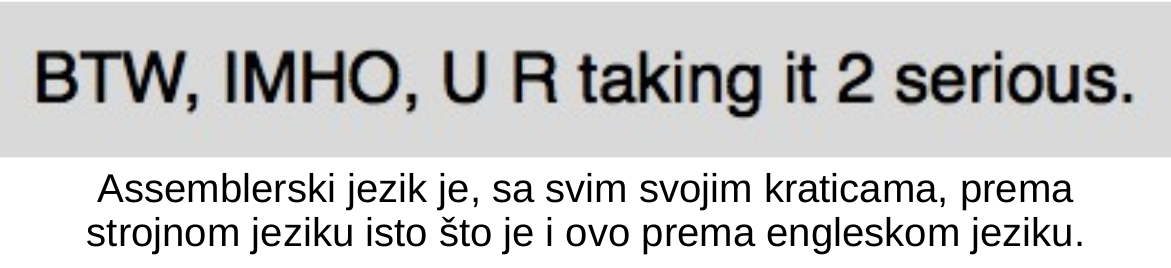 BTW, IMHO, U R taking it 2 serious.
Assemblerski jezik je, sa svim svojim kraticama, prema
strojnom jeziku isto što je i ovo prema engleskom jeziku.